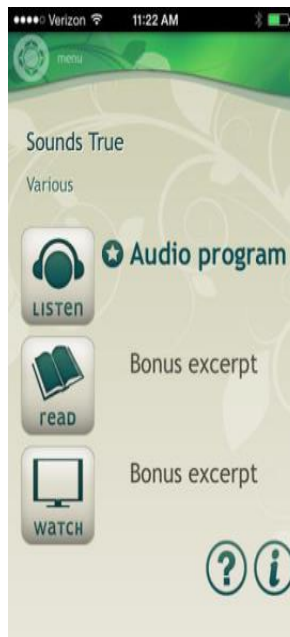 Verizon 11:22 AM
menu
Sounds True
Various
LISTEN
Audio program
READ
Bonus excerpt
WATCH
Bonus excerpt
? i